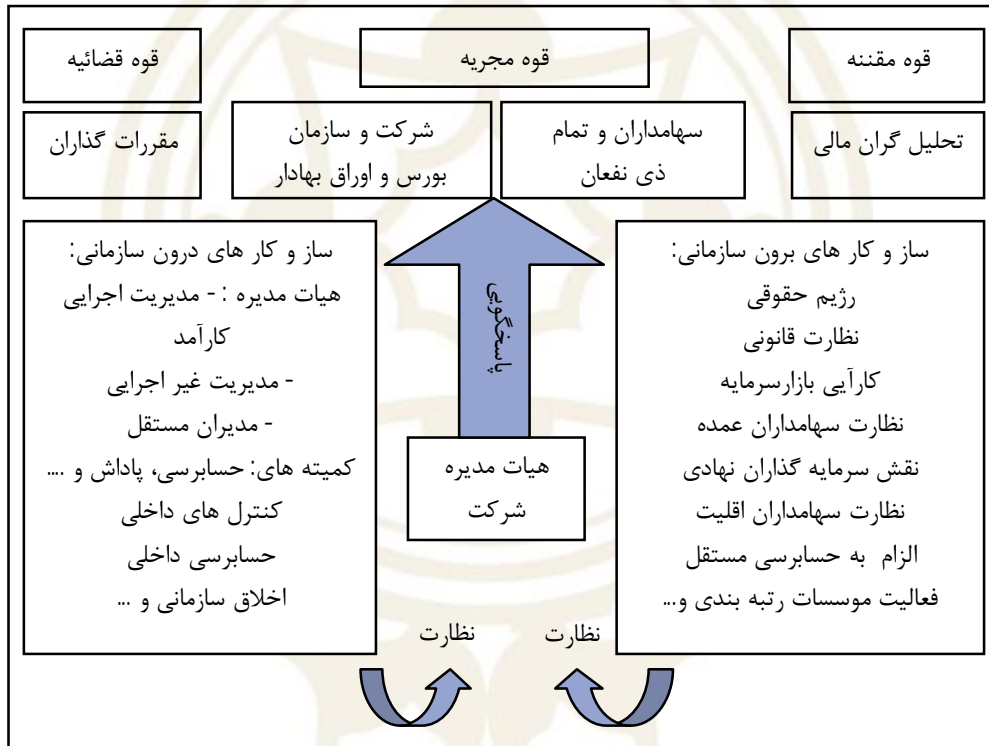 قوه مقننه
قوه مجریه
قوه قضائیه
تحلیل گران مالی
سهامداران و تمام
ذی نفعان
شرکت و سازمان
بورس و اوراق بهادار
مقررات گذاران
ساز و کار های برون سازمانی:
رژیم حقوقی
نظارت قانونی
کارآیی بازارسرمایه
نظارت سهامداران عمده
نقش سرمایه گذاران نهادی
نظارت سهامداران اقلیت
الزام به حسابرسی مستقل
فعالیت موسسات رتبه بندی و...
پاسخگویی
هیات مدیره
شرکت
ساز و کار های درون سازمانی:
هیات مدیره : - مدیریت اجرایی
کارآمد
- مدیریت غیر اجرایی
- مدیران مستقل
کمیته های: حسابرسی، پاداش و ....
کنترل های داخلی
حسابرسی داخلی
اخلاق سازمانی و ...
نظارت
نظارت